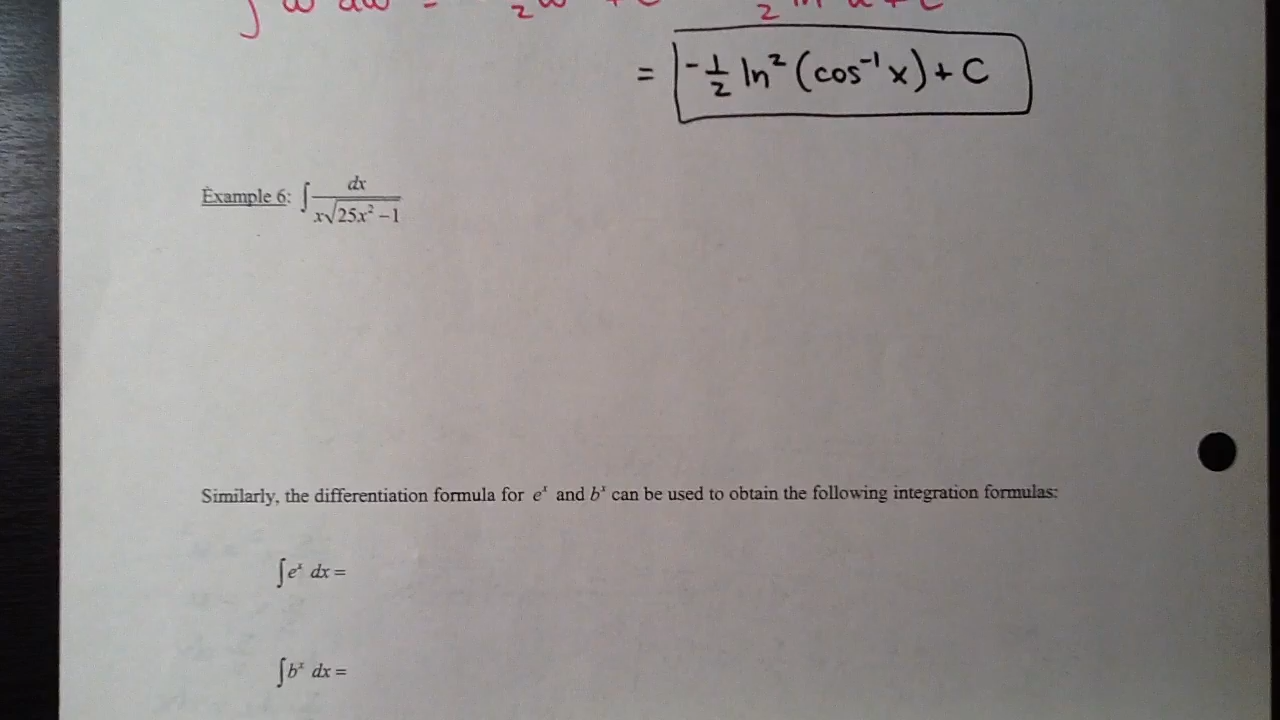 = -1/2 ln² (cos⁻¹ x) + C
Example 6: ∫ dx / x√25x² − 1
Similarly, the differentiation formula for eˣ and bˣ can be used to obtain the following integration formulas:
∫ eˣ dx =
∫ bˣ dx =